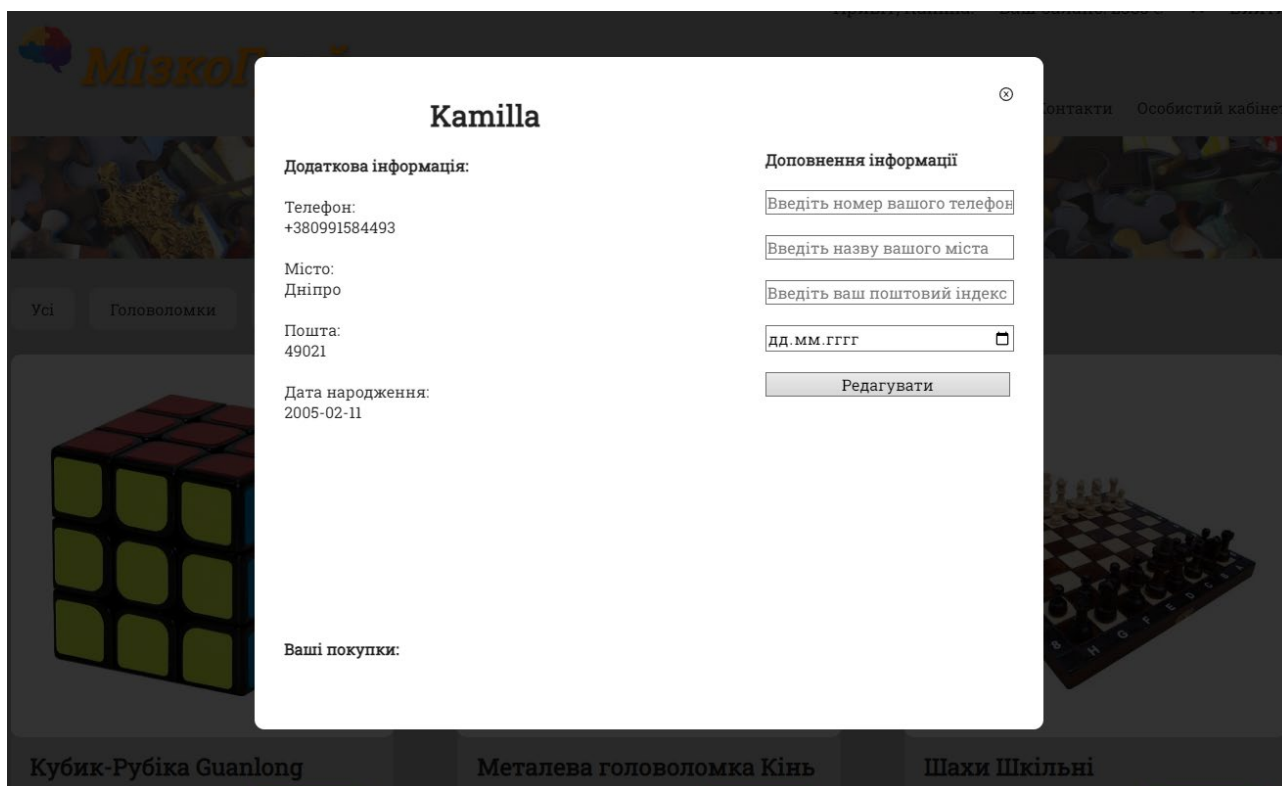 Kamilla
Додаткова інформація:
Телефон:
+380991584493
Місто:
Дніпро
Пошта:
49021
Дата народження:
2005-02-11
Ваші покупки:
Доповнення інформації
Введіть номер вашого телефон
Введіть назву вашого міста
Введіть ваш поштовий індекс
дд.мм.гггг
Редагувати
Контакти Особистий кабінет
Усі Головоломки
Кубик-Рубіка Guanlong
Металева головоломка Кінь
Шахи Шкільні